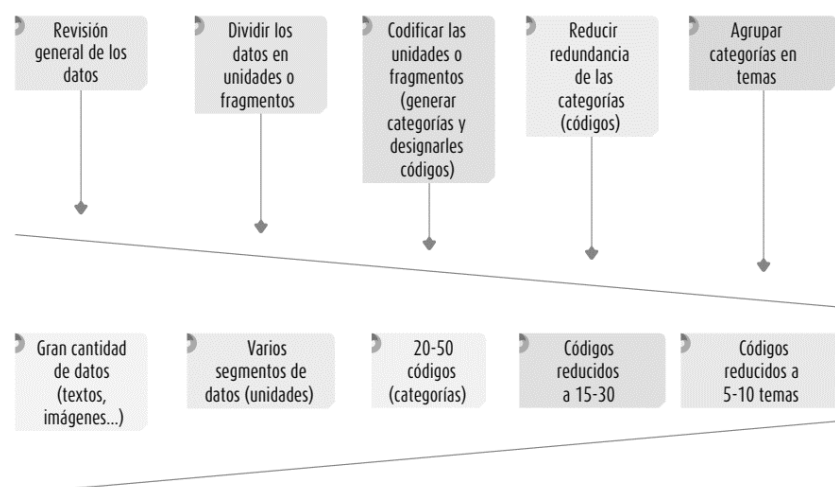 Revisión
general de los
datos
Dividir los
datos en
unidades o
fragmentos
Codificar las
unidades o
fragmentos
(generar
categorías y
designarles
códigos)
Reducir
redundancia
de las
categorías
(códigos)
Agrupar
categorías en
temas
Gran cantidad
de datos
(textos,
imágenes...)
Varios
segmentos de
datos (unidades)
20-50
códigos
(categorías)
Códigos
reducidos
a 15-30
Códigos
reducidos a
5-10 temas